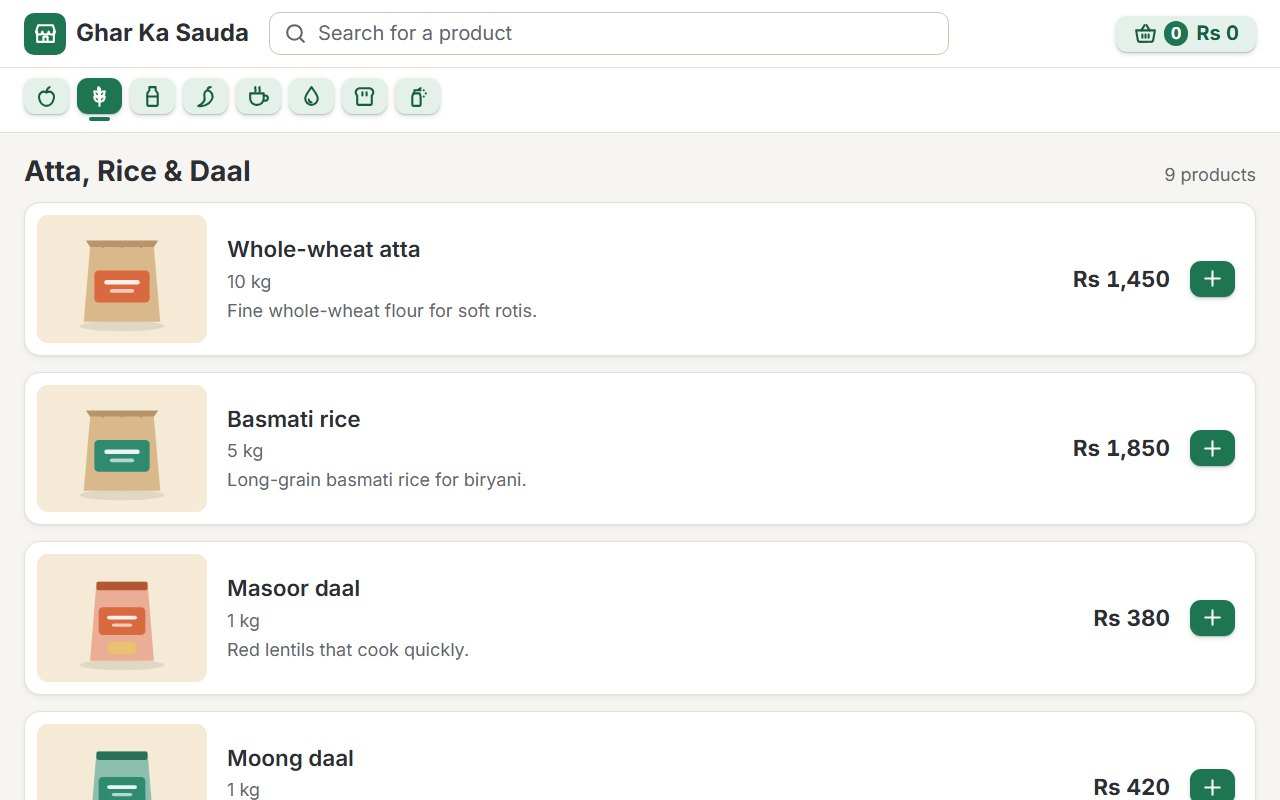 Ghar Ka Sauda
Search for a product
0 Rs 0
Atta, Rice & Daal
9 products
Whole-wheat atta
10 kg
Fine whole-wheat flour for soft rotis.
Rs 1,450
Basmati rice
5 kg
Long-grain basmati rice for biryani.
Rs 1,850
Masoor daal
1 kg
Red lentils that cook quickly.
Rs 380
Moong daal
1 kg
Rs 420